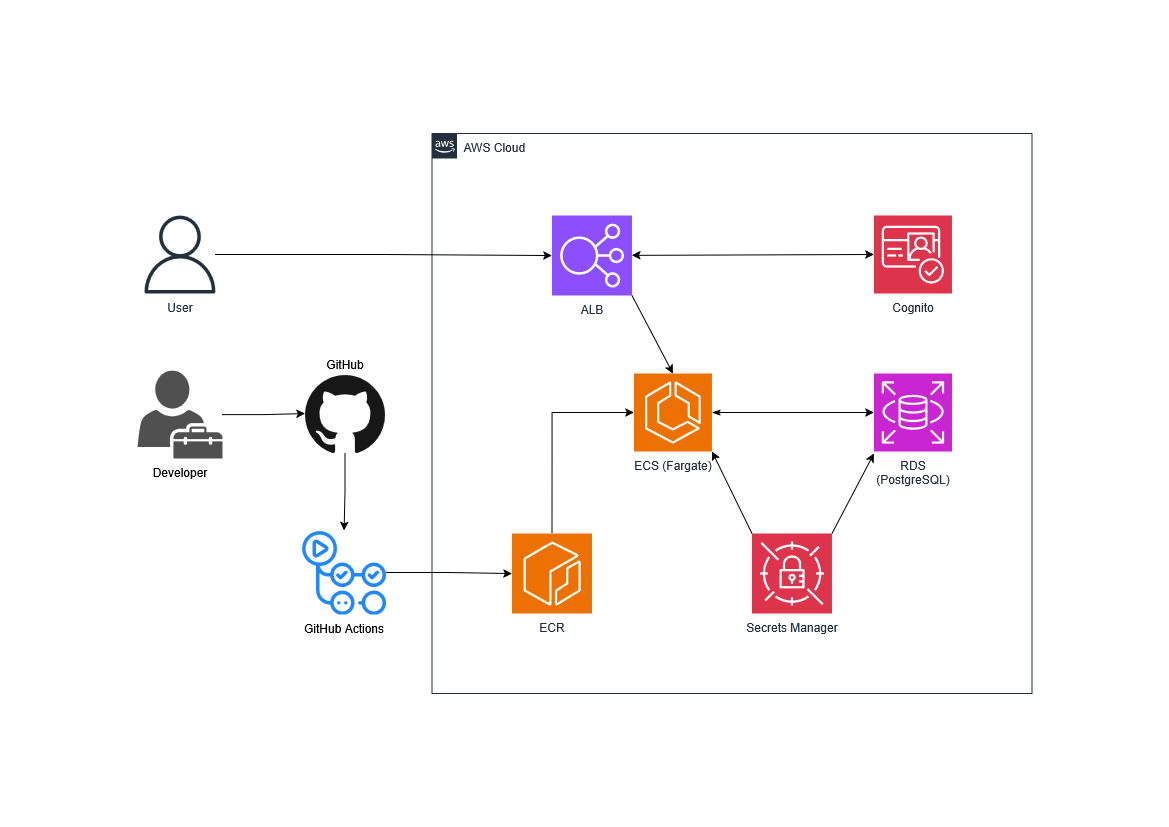 aws
AWS Cloud
User
ALB
Cognito
GitHub
Developer
ECS (Fargate)
RDS
(PostgreSQL)
GitHub Actions
ECR
Secrets Manager